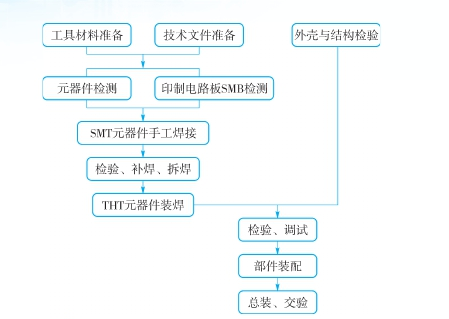 工具材料准备
技术文件准备
外壳与结构检验
元器件检测
印制电路板SMB检测
SMT元器件手工焊接
检验、补焊、拆焊
THT元器件装焊
检验、调试
部件装配
总装、交验